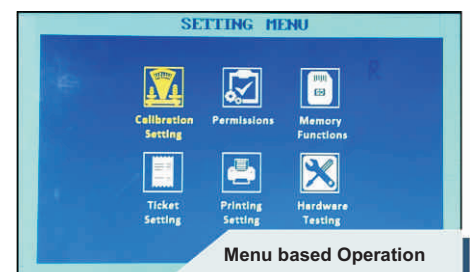 SETTING MENU
Calibration
Setting
Permissions
Memory
Functions
Ticket
Setting
Printing
Setting
Hardware
Testing
Menu based Operation